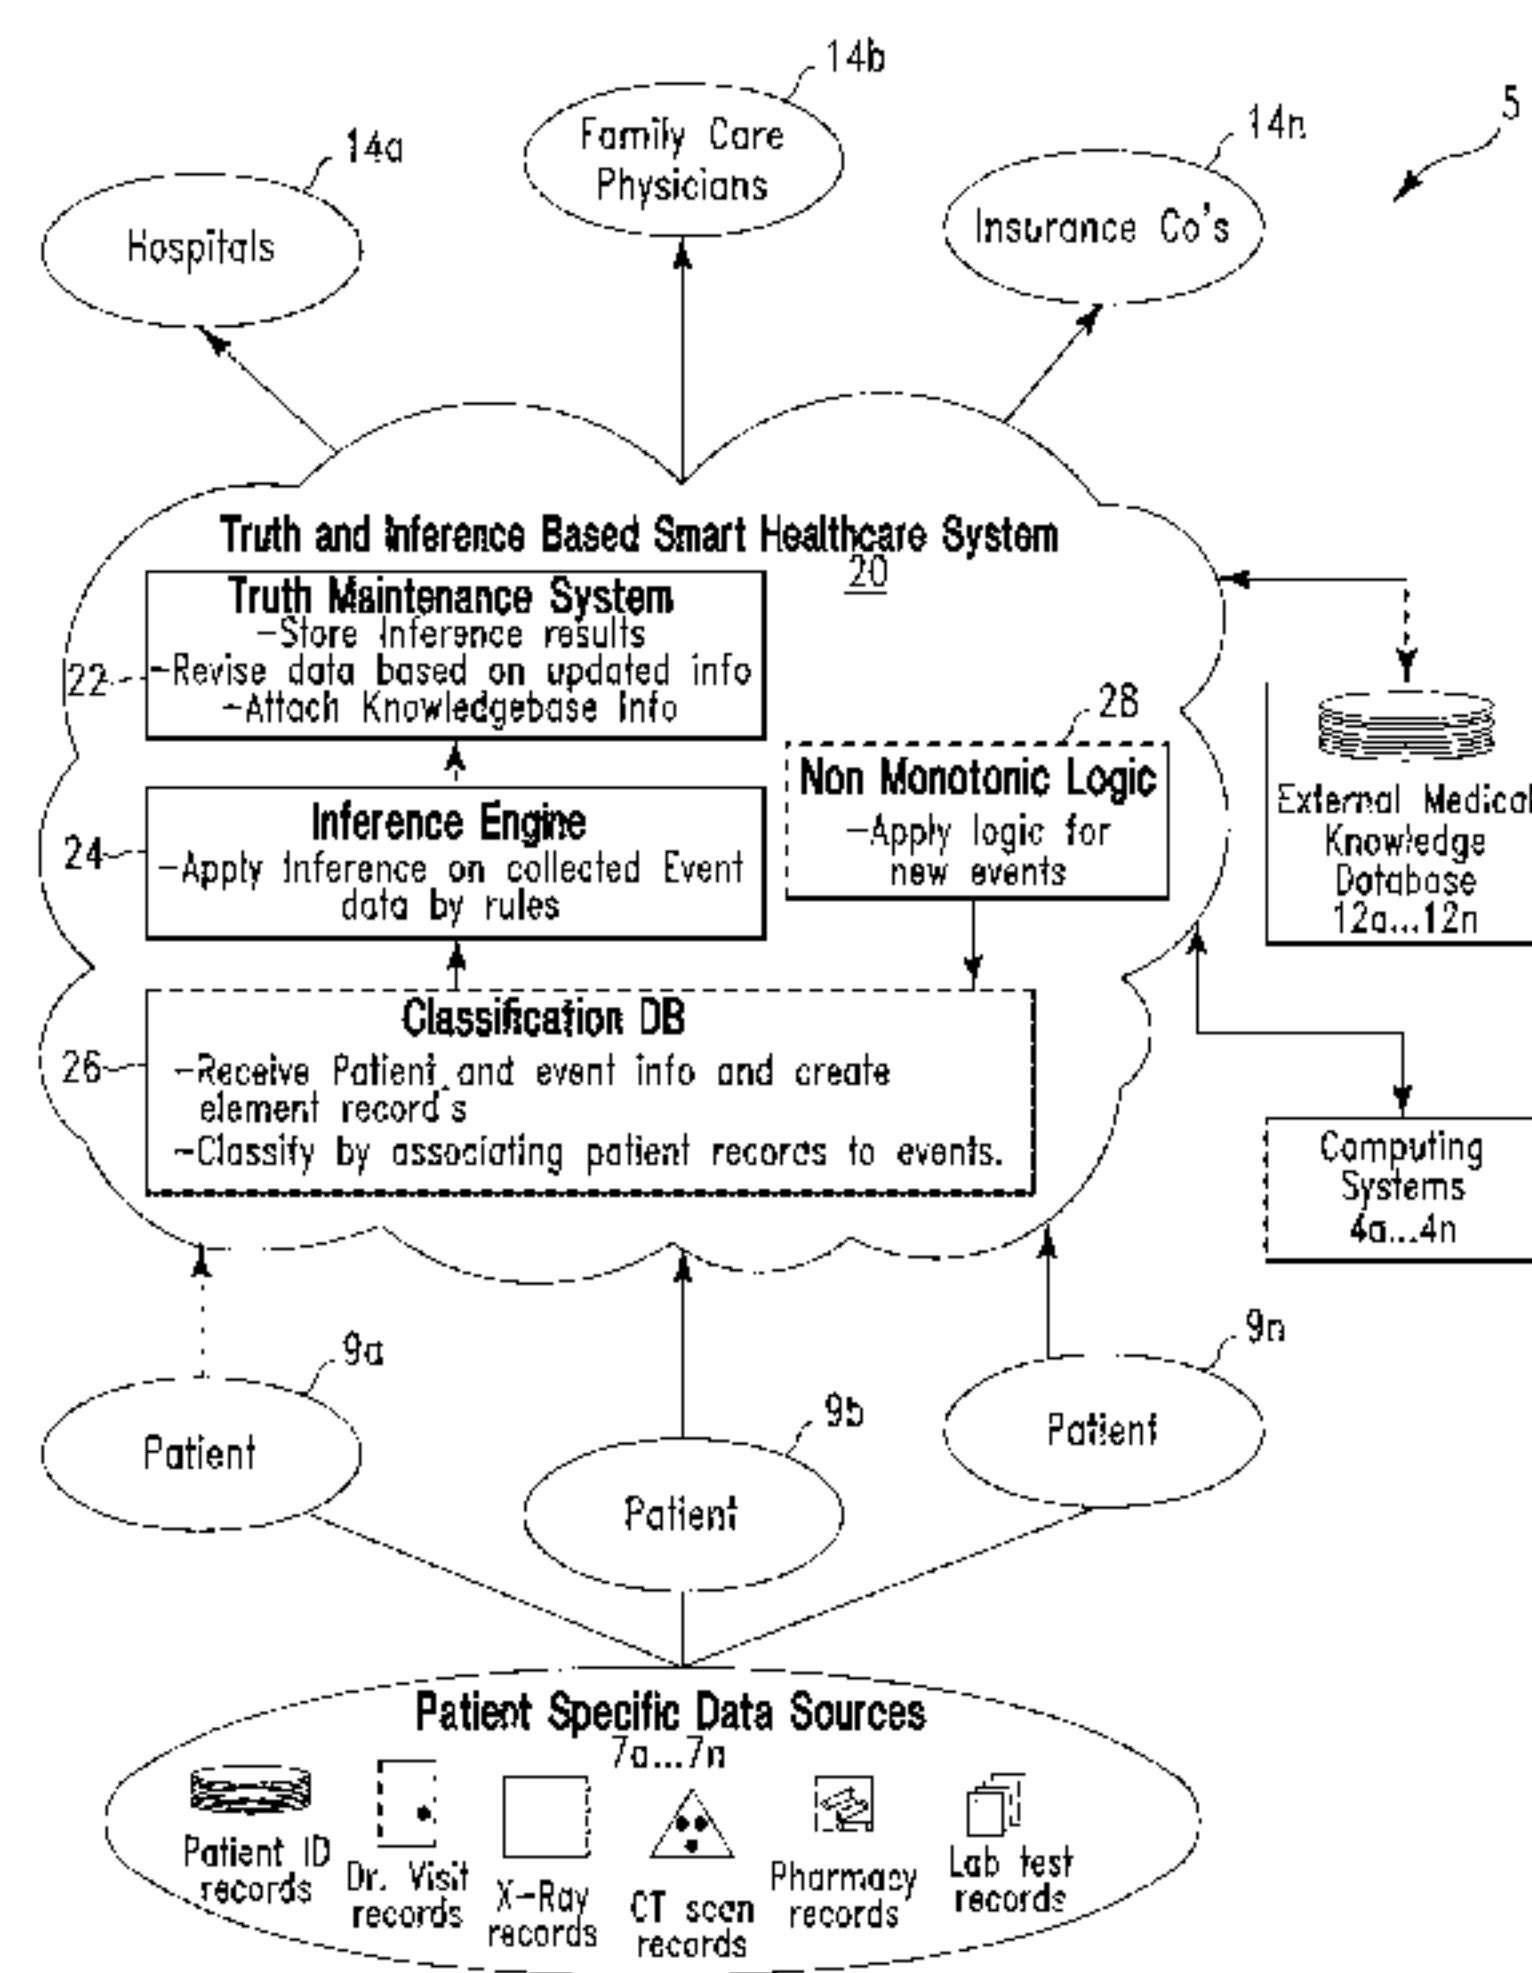 14b
5
Family Care
Physicians
14n
14a
Insurance Co's
Hospitals
Truth and Inference Based Smart Healthcare System
20
Truth Maintenance System
-Store Inference results
-Revise data based on updated info
-Attach Knowledgebase Info
22
28
Non Monotonic Logic
-Apply logic for
new events
External Medical
Knowledge
Database
12a...12n
Inference Engine
-Apply Inference on collected Event
data by rules
24
Classification DB
-Receive Patient and event info and create
element record's
-Classify by associating patient records to events.
26
Computing
Systems
4a...4n
9a
9b
9n
Patient
Patient
Patient
Patient Specific Data Sources
7a...7n
Patient ID
records
Dr. Visit
records
X-Ray
records
CT scan
records
Pharmacy
records
Lab test
records